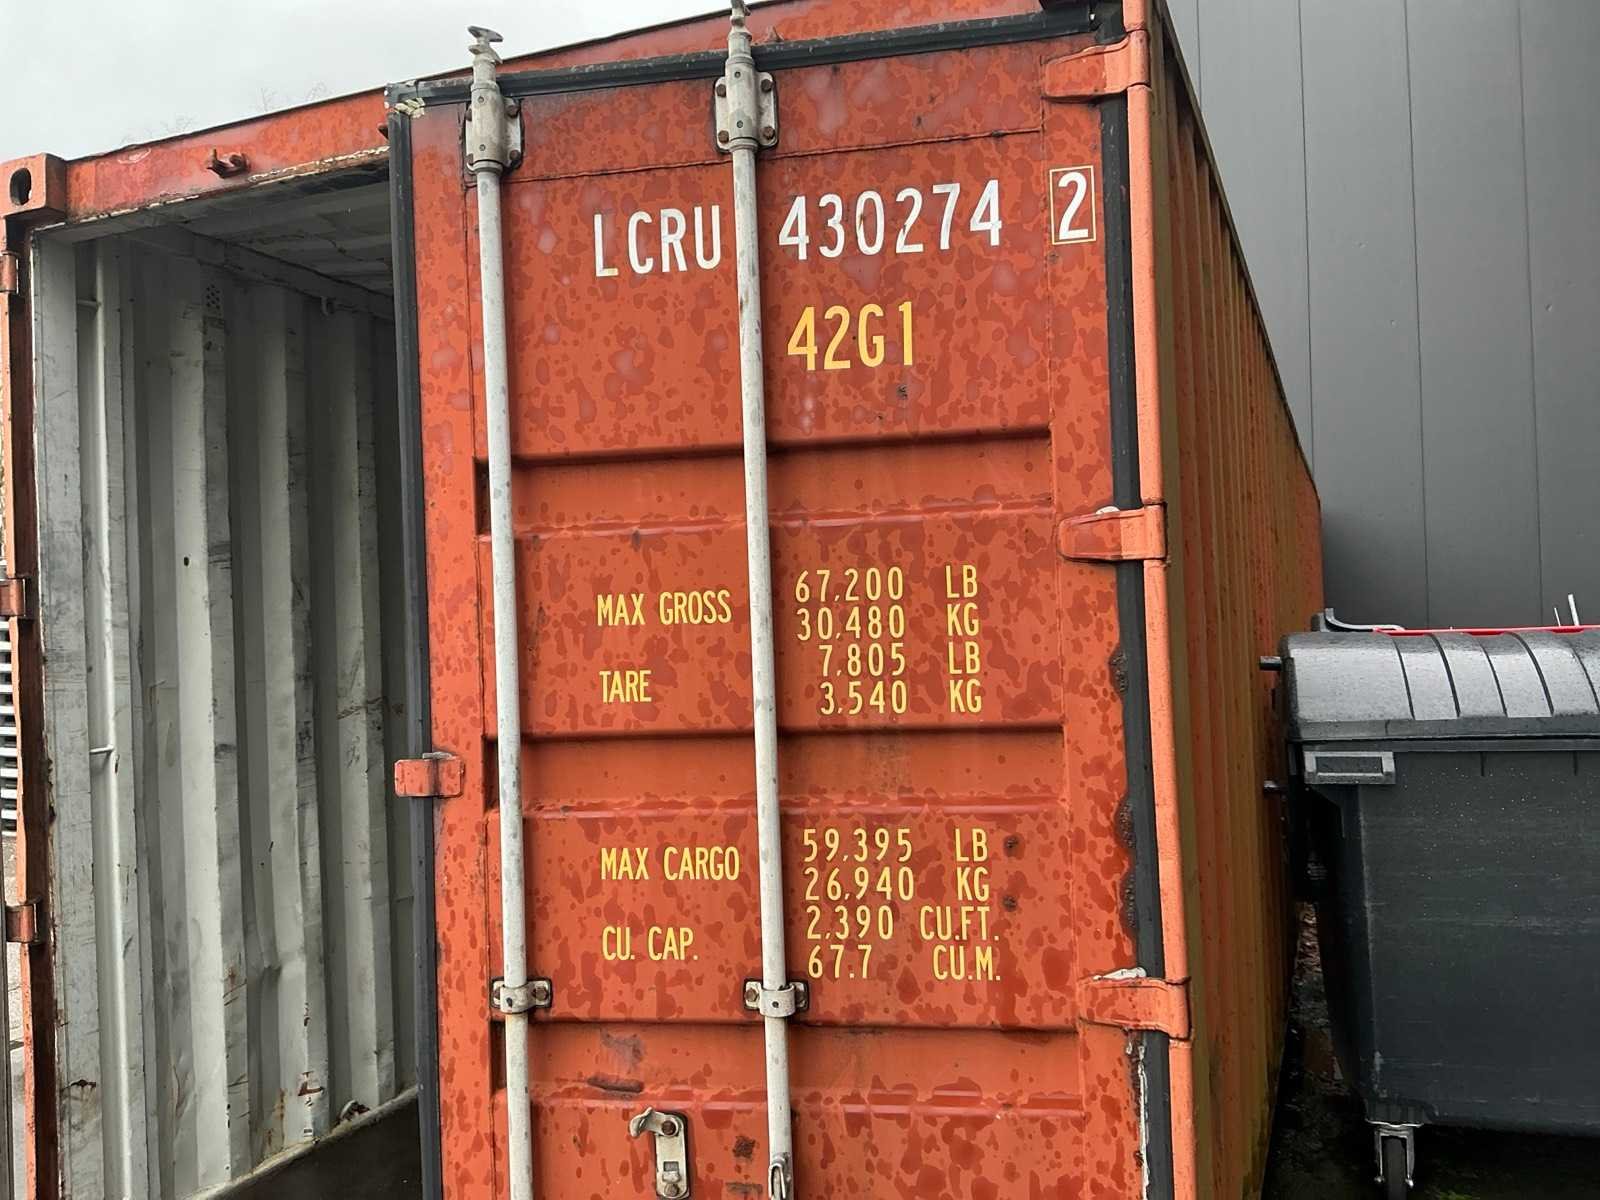 LCRU 430274 2
42G1
MAX GROSS 67,200 LB
30,480 KG
TARE 7,805 LB
3,540 KG
MAX CARGO 59,395 LB
26,940 KG
CU. CAP. 2,390 CU.FT.
67.7 CU.M.